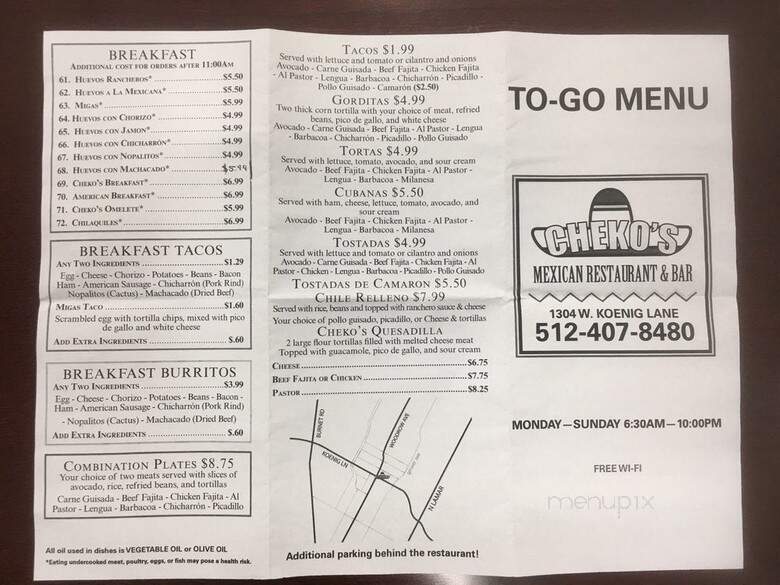 BREAKFAST
ADDITIONAL COST FOR ORDERS AFTER 11:00AM
61. HUEVOS RANCHEROS* $5.50
62. HUEVOS A LA MEXICANA* $5.50
63. MIGAS* $5.99
64. HUEVOS CON CHORIZO* $4.99
65. HUEVOS CON JAMON* $4.99
66. HUEVOS CON CHICHARRÓN* $4.99
67. HUEVOS CON NOPALITOS* $4.99
68. HUEVOS CON MACHACADO* $5.99
69. CHEKO'S BREAKFAST* $6.99
70. AMERICAN BREAKFAST* $6.99
71. CHEKO'S OMELETE* $5.99
72. CHILAQUILES* $6.99
BREAKFAST TACOS
ANY TWO INGREDIENTS $1.29
Egg - Cheese - Chorizo - Potatoes - Beans - Bacon
Ham - American Sausage - Chicharrón (Pork Rind)
Nopalitos (Cactus) - Machacado (Dried Beef)
MIGAS TACO $1.60
Scrambled egg with tortilla chips, mixed with pico
de gallo and white cheese
ADD EXTRA INGREDIENTS $.60
BREAKFAST BURRITOS
ANY TWO INGREDIENTS $3.99
Egg - Cheese - Chorizo - Potatoes - Beans - Bacon -
Ham - American Sausage - Chicharrón (Pork Rind)
- Nopalitos (Cactus) - Machacado (Dried Beef)
ADD EXTRA INGREDIENTS $.60
COMBINATION PLATES $8.75
Your choice of two meats served with slices of
avocado, rice, refried beans, and tortillas
Carne Guisada - Beef Fajita - Chicken Fajita - Al
Pastor - Lengua - Barbacoa - Chicharrón - Picadillo
All oil used in dishes is VEGETABLE OIL or OLIVE OIL
*Eating undercooked meat, poultry, eggs, or fish may pose a health risk.
TACOS $1.99
Served with lettuce and tomato or cilantro and onions
Avocado - Carne Guisada - Beef Fajita - Chicken Fajita
- Al Pastor - Lengua - Barbacoa - Chicharrón - Picadillo -
Pollo Guisado - Camarón ($2.50)
GORDITAS $4.99
Two thick corn tortilla with your choice of meat, refried
beans, pico de gallo, and white cheese
Avocado - Carne Guisada - Beef Fajita - Al Pastor - Lengua
- Barbacoa - Chicharrón - Picadillo - Pollo Guisado
TORTAS $4.99
Served with lettuce, tomato, avocado, and sour cream
Avocado - Beef Fajita - Chicken Fajita - Al Pastor -
Lengua - Barbacoa - Milanesa
CUBANAS $5.50
Served with ham, cheese, lettuce, tomato, avocado, and
sour cream
Avocado - Beef Fajita - Chicken Fajita - Al Pastor -
Lengua - Barbacoa - Milanesa
TOSTADAS $4.99
Served with lettuce and tomato or cilantro and onions
Avocado - Carne Guisada - Beef Fajita - Chicken Fajita - Al
Pastor - Chicken - Lengua - Barbacoa - Picadillo - Pollo Guisado
TOSTADAS DE CAMARON $5.50
CHILE RELLENO $7.99
Served with rice, beans and topped with ranchero sauce & cheese
Your choice of pollo guisado, picadillo, or Cheese & tortillas
CHEKO'S QUESADILLA
2 large flour tortillas filled with melted cheese meat
Topped with guacamole, pico de gallo, and sour cream
CHEESE $6.75
BEEF FAJITA OR CHICKEN $7.75
PASTOR $8.25
BURNET RD
WOODROW AVE
KOENIG LN
N LAMAR
Additional parking behind the restaurant!
TO-GO MENU
CHEKO'S
MEXICAN RESTAURANT & BAR
1304 W. KOENIG LANE
512-407-8480
MONDAY—SUNDAY 6:30AM—10:00PM
FREE WI-FI
menupix